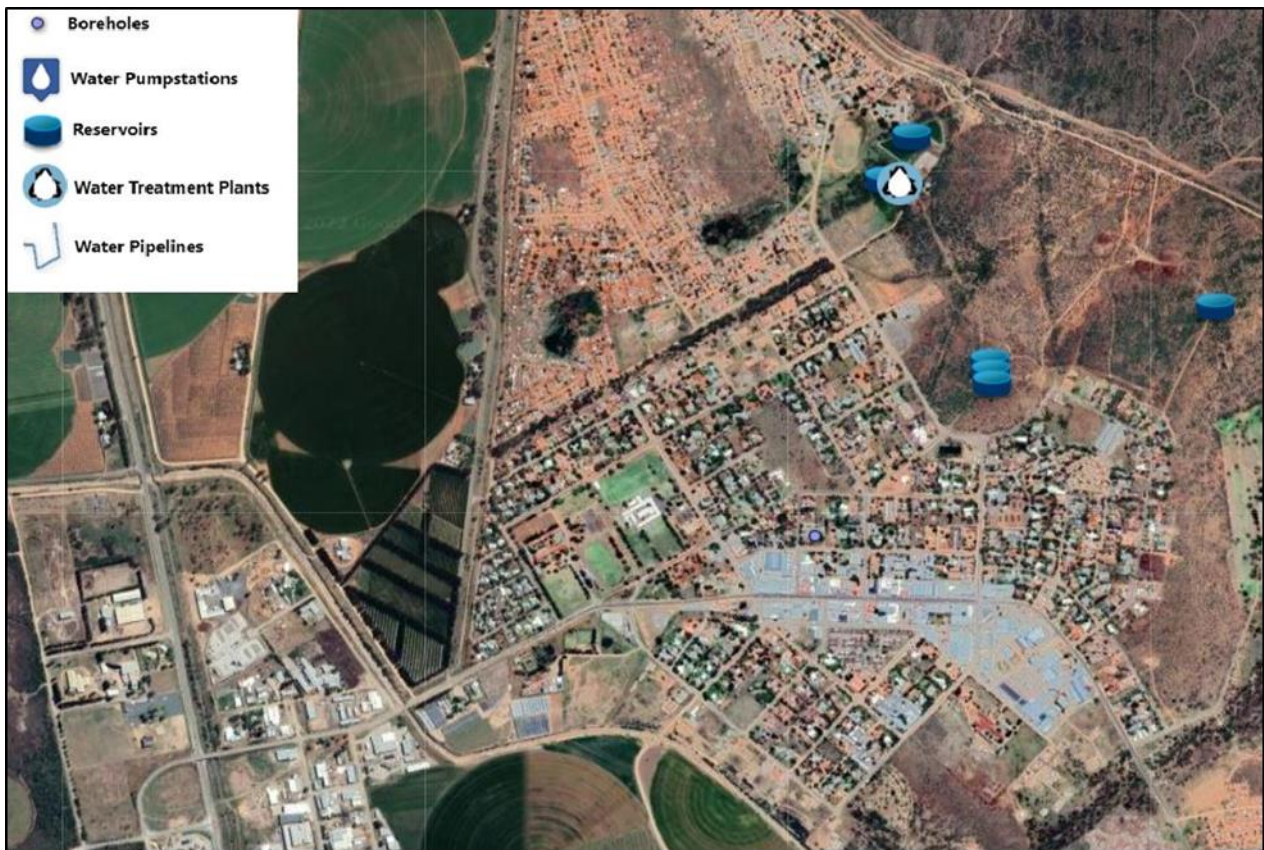 Boreholes
Water Pumpstations
Reservoirs
Water Treatment Plants
Water Pipelines